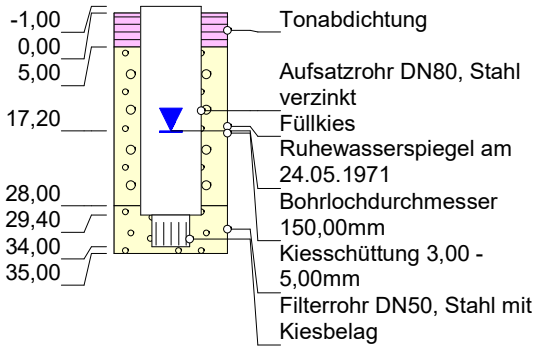 -1,00
0,00
5,00
17,20
28,00
29,40
34,00
35,00
Tonabdichtung
Aufsatzrohr DN80, Stahl
verzinkt
Füllkies
Ruhewasserspiegel am
24.05.1971
Bohrlochdurchmesser
150,00mm
Kiesschüttung 3,00 -
5,00mm
Filterrohr DN50, Stahl mit
Kiesbelag